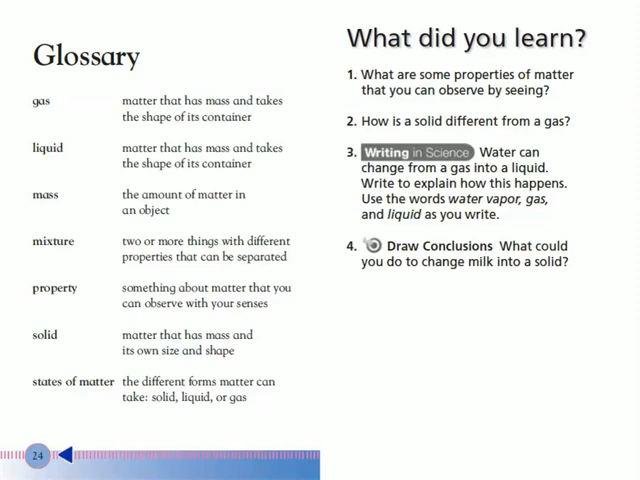 Glossary
gas matter that has mass and takes
the shape of its container
liquid matter that has mass and takes
the shape of its container
mass the amount of matter in
an object
mixture two or more things with different
properties that can be separated
property something about matter that you
can observe with your senses
solid matter that has mass and
its own size and shape
states of matter the different forms matter can
take: solid, liquid, or gas
24
What did you learn?
1. What are some properties of matter
that you can observe by seeing?
2. How is a solid different from a gas?
3. Writing in Science Water can
change from a gas into a liquid.
Write to explain how this happens.
Use the words water vapor, gas,
and liquid as you write.
4. Draw Conclusions What could
you do to change milk into a solid?